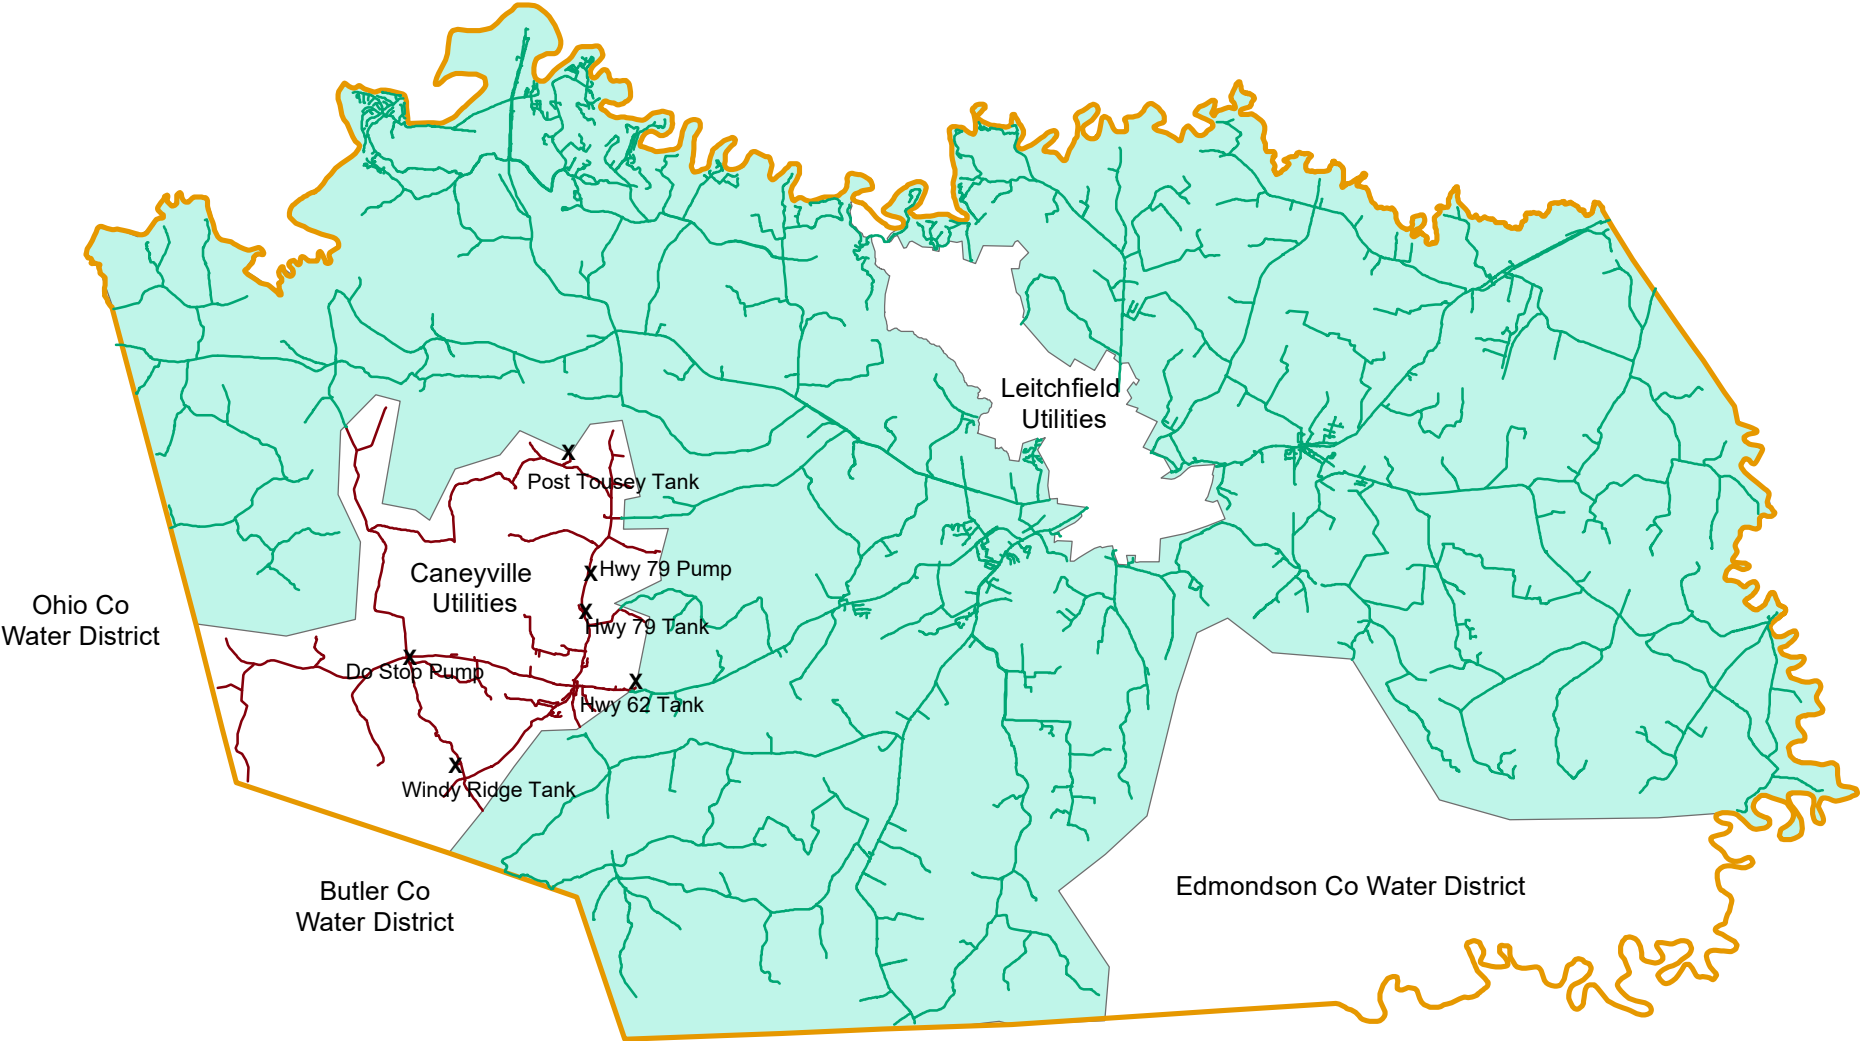 Leitchfield
Utilities
X
Post Tousey Tank
Caneyville
Utilities
X Hwy 79 Pump
X
Hwy 79 Tank
Ohio Co
Water District
X
Do Stop Pump
X
Hwy 62 Tank
X
Windy Ridge Tank
Butler Co
Water District
Edmondson Co Water District